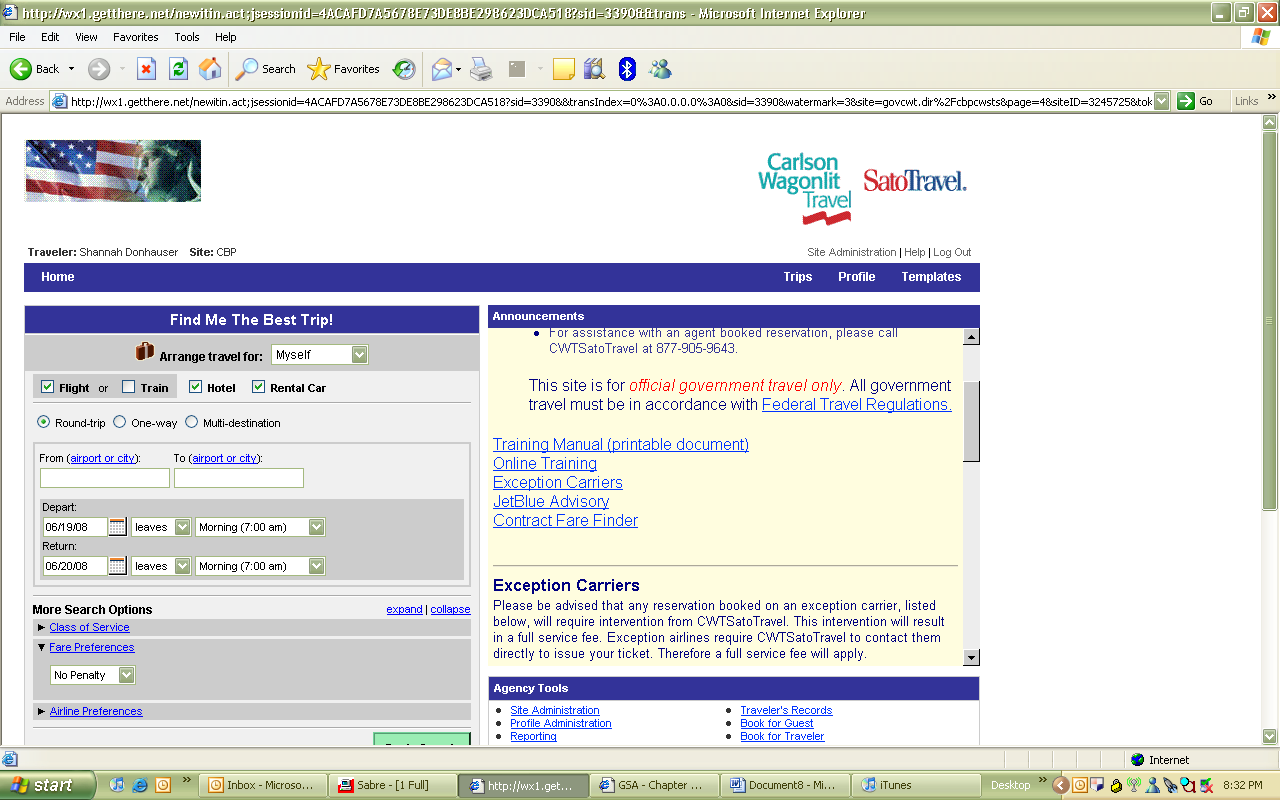 http://wx1.getthere.net/newitin.act;jsessionid=4ACAFD7A5678E73DE8BE298623DCA518?sid=3390&&trans - Microsoft Internet Explorer
File Edit View Favorites Tools Help
Back Search Favorites
Address http://wx1.getthere.net/newitin.act;jsessionid=4ACAFD7A5678E73DE8BE298623DCA518?sid=3390&&transIndex=0%3A0.0.0.0%3A0&sid=3390&watermark=3&site=govcwt.dir%2Fcbpcwsts&page=4&siteID=3245725&tok Go Links »
Carlson
Wagonlit
Travel
SatoTravel.
Traveler: Shannah Donhauser Site: CBP
Site Administration | Help | Log Out
Home Trips Profile Templates
Find Me The Best Trip!
Arrange travel for: Myself
Flight or Train Hotel Rental Car
Round-trip One-way Multi-destination
From (airport or city): To (airport or city):
Depart:
06/19/08 leaves Morning (7:00 am)
Return:
06/20/08 leaves Morning (7:00 am)
More Search Options expand | collapse
Class of Service
Fare Preferences
No Penalty
Airline Preferences
Announcements
• For assistance with an agent booked reservation, please call
CWTSatoTravel at 877-905-9643.
This site is for official government travel only. All government
travel must be in accordance with Federal Travel Regulations.
Training Manual (printable document)
Online Training
Exception Carriers
JetBlue Advisory
Contract Fare Finder
Exception Carriers
Please be advised that any reservation booked on an exception carrier, listed
below, will require intervention from CWTSatoTravel. This intervention will result
in a full service fee. Exception airlines require CWTSatoTravel to contact them
directly to issue your ticket. Therefore a full service fee will apply.
Agency Tools
• Site Administration • Traveler's Records
• Profile Administration • Book for Guest
• Reporting • Book for Traveler
Internet
start » Inbox - Microso... Sabre - [1 Full] http://wx1.get... GSA - Chapter ... Document8 - Mi... iTunes Desktop » 8:32 PM